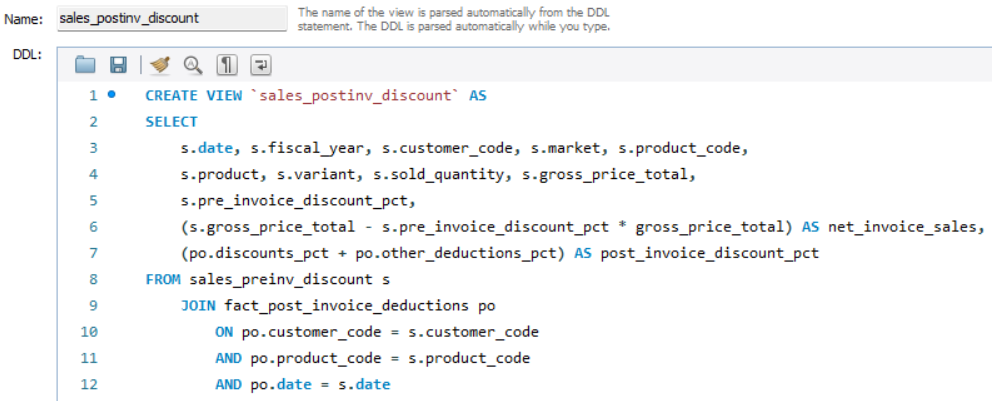 Name: sales_postinv_discount The name of the view is parsed automatically from the DDL
statement. The DDL is parsed automatically while you type.
DDL:
1 CREATE VIEW `sales_postinv_discount` AS
2 SELECT
3 s.date, s.fiscal_year, s.customer_code, s.market, s.product_code,
4 s.product, s.variant, s.sold_quantity, s.gross_price_total,
5 s.pre_invoice_discount_pct,
6 (s.gross_price_total - s.pre_invoice_discount_pct * gross_price_total) AS net_invoice_sales,
7 (po.discounts_pct + po.other_deductions_pct) AS post_invoice_discount_pct
8 FROM sales_preinv_discount s
9 JOIN fact_post_invoice_deductions po
10 ON po.customer_code = s.customer_code
11 AND po.product_code = s.product_code
12 AND po.date = s.date